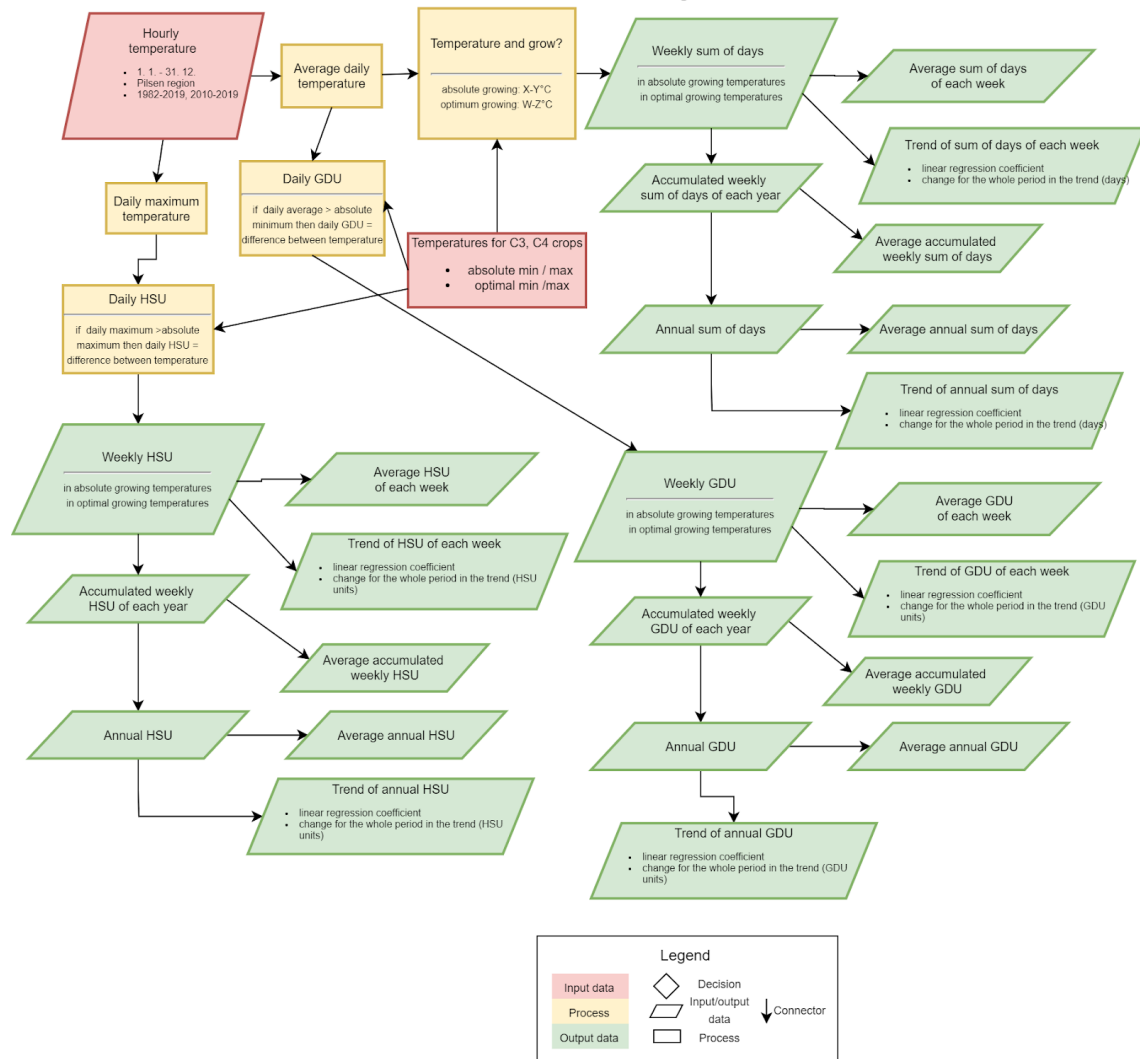 Hourly
temperature
1. 1. - 31. 12.
Pilsen region
1982-2019, 2010-2019
Average daily
temperature
Temperature and grow?
absolute growing: X-Y°C
optimum growing: W-Z°C
Weekly sum of days
in absolute growing temperatures
in optimal growing temperatures
Average sum of days
of each week
Trend of sum of days of each week
linear regression coefficient
change for the whole period in the trend (days)
Daily maximum
temperature
Daily GDU
if daily average > absolute
minimum then daily GDU =
difference between temperature
Accumulated weekly
sum of days of each year
Average accumulated
weekly sum of days
Temperatures for C3, C4 crops
absolute min / max
optimal min /max
Daily HSU
if daily maximum >absolute
maximum then daily HSU =
difference between temperature
Annual sum of days
Average annual sum of days
Trend of annual sum of days
linear regression coefficient
change for the whole period in the trend (days)
Weekly HSU
in absolute growing temperatures
in optimal growing temperatures
Average HSU
of each week
Trend of HSU of each week
linear regression coefficient
change for the whole period in the trend (HSU
units)
Accumulated weekly
HSU of each year
Average accumulated
weekly HSU
Annual HSU
Average annual HSU
Trend of annual HSU
linear regression coefficient
change for the whole period in the trend (HSU
units)
Weekly GDU
in absolute growing temperatures
in optimal growing temperatures
Average GDU
of each week
Trend of GDU of each week
linear regression coefficient
change for the whole period in the trend (GDU
units)
Accumulated weekly
GDU of each year
Average accumulated
weekly GDU
Annual GDU
Average annual GDU
Trend of annual GDU
linear regression coefficient
change for the whole period in the trend (GDU
units)
Legend
Input data
Process
Output data
Decision
Input/output
data
Process
Connector